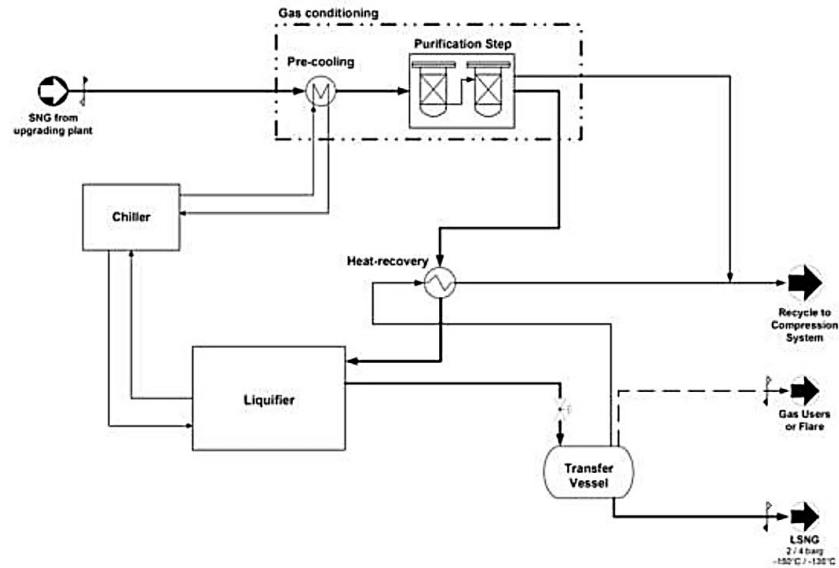 Gas conditioning
Purification Step
Pre-cooling
SNG from
upgrading plant
Chiller
Heat-recovery
Recycle to
Compression
System
Liquifier
Gas Users
or Flare
Transfer
Vessel
LSNG
2 / 4 barg
-150°C / -130°C